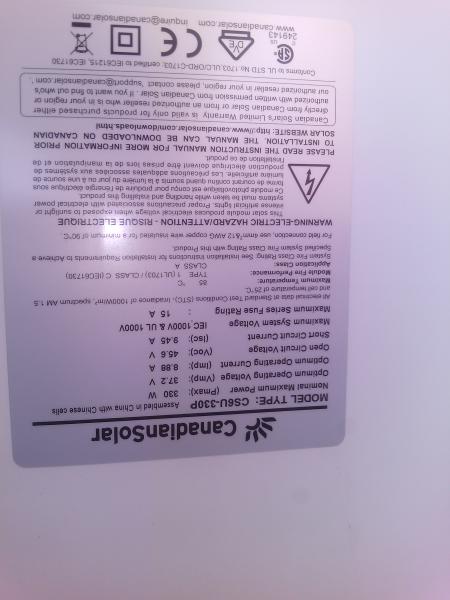 CanadianSolar
MODEL TYPE: CS6U-330P Assembled in China with Chinese cells
Nominal Maximum Power (Pmax): 330 W
Optimum Operating Voltage (Vmp): 37.2 V
Optimum Operating Current (Imp): 8.88 A
Open Circuit Voltage (Voc): 45.6 V
Short Circuit Current (Isc): 9.45 A
Maximum System Voltage IEC:1000V & UL 1000V
Maximum Series Fuse Rating : 15 A
All electrical data at Standard Test Conditions (STC), irradiance of 1000W/m², spectrum AM 1.5
and cell temperature of 25°C
Maximum Temperature: 85 °C
Module Fire Performance: TYPE 1 (UL1703) / CLASS C (IEC61730)
Application Class: CLASS A
System Fire Class Rating: See Installation Instructions for Installation Requirements to Achieve a
Specified System Fire Class Rating with this Product.
For field connection, use 4mm²&12 AWG copper wire insulated for a minimum of 90°C.
WARNING-ELECTRIC HAZARD/ATTENTION - RISQUE ÉLECTRIQUE
This solar module produces electrical voltage when exposed to sunlight or
intense artificial lights. Proper precautions associated with electrical power
systems must be taken when handling and installing this product.
Ce module photovoltaique est conçu pour produire de l'énergie électrique sous
forme de courant continu quand soumis à la lumière du jour ou à une source de
lumière artificielle. Les précautions adéquates associées aux systèmes de
production électrique doivent être prises lors de la manipulation et de
l'installation de ce produit.
PLEASE READ THE INSTRUCTION MANUAL FOR MORE INFORMATION PRIOR
TO INSTALLATION. THE MANUAL CAN BE DOWNLOADED ON CANADIAN
SOLAR WEBSITE: http://www.canadiansolar.com/downloads.html
Canadian Solar's Limited Warranty is valid only for products purchased either
directly from Canadian Solar or from an authorized reseller who is in your region or
authorized with written permission from Canadian Solar. If you want to find out who's
our authorized reseller in your region, please contact 'support@canadiansolar.com'.
Conforms to UL STD 1703,ULC/ORD-C1703, certified to IEC61215, IEC61730
249143
www.canadiansolar.com inquire@canadiansolar.com